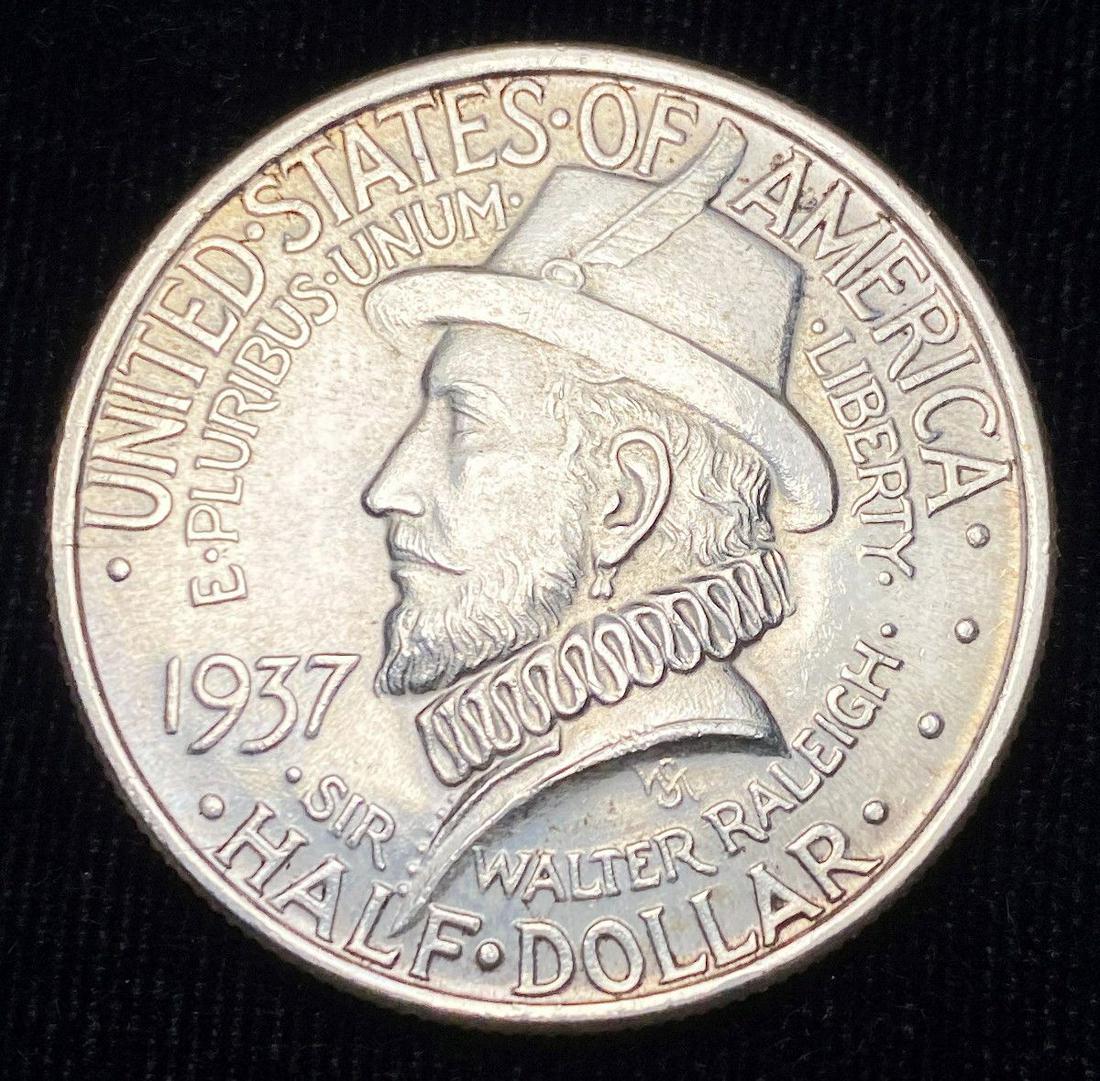 ·UNITED·STATES·OF AMERICA·
E·PLURIBUS·UNUM·
·LIBERTY·
1937
·SIR WALTER RALEIGH·
·HALF·DOLLAR·